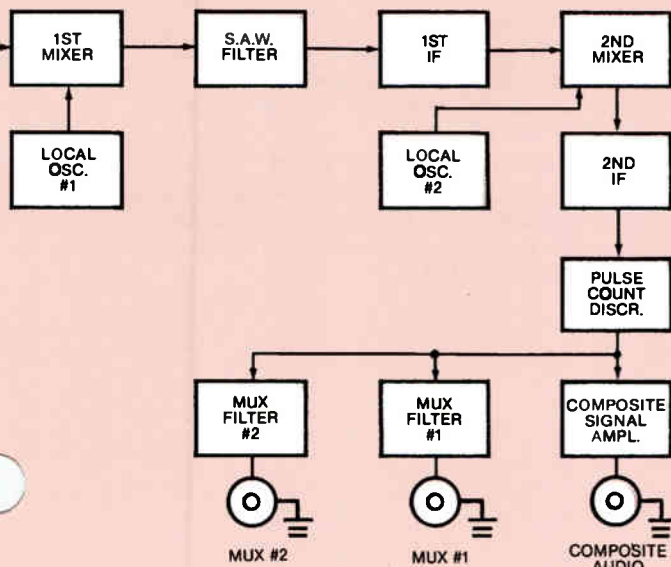 1ST
MIXER
S.A.W.
FILTER
1ST
IF
2ND
MIXER
LOCAL
OSC.
#1
LOCAL
OSC.
#2
2ND
IF
PULSE
COUNT
DISCR.
MUX
FILTER
#2
MUX
FILTER
#1
COMPOSITE
SIGNAL
AMPL.
MUX #2
MUX #1
COMPOSITE
AUDIO